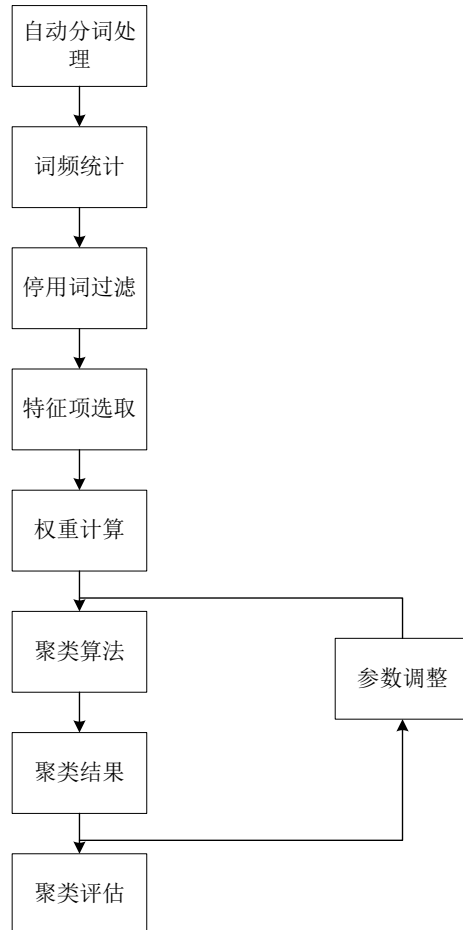 自动分词处
理
词频统计
停用词过滤
特征项选取
权重计算
聚类算法
参数调整
聚类结果
聚类评估